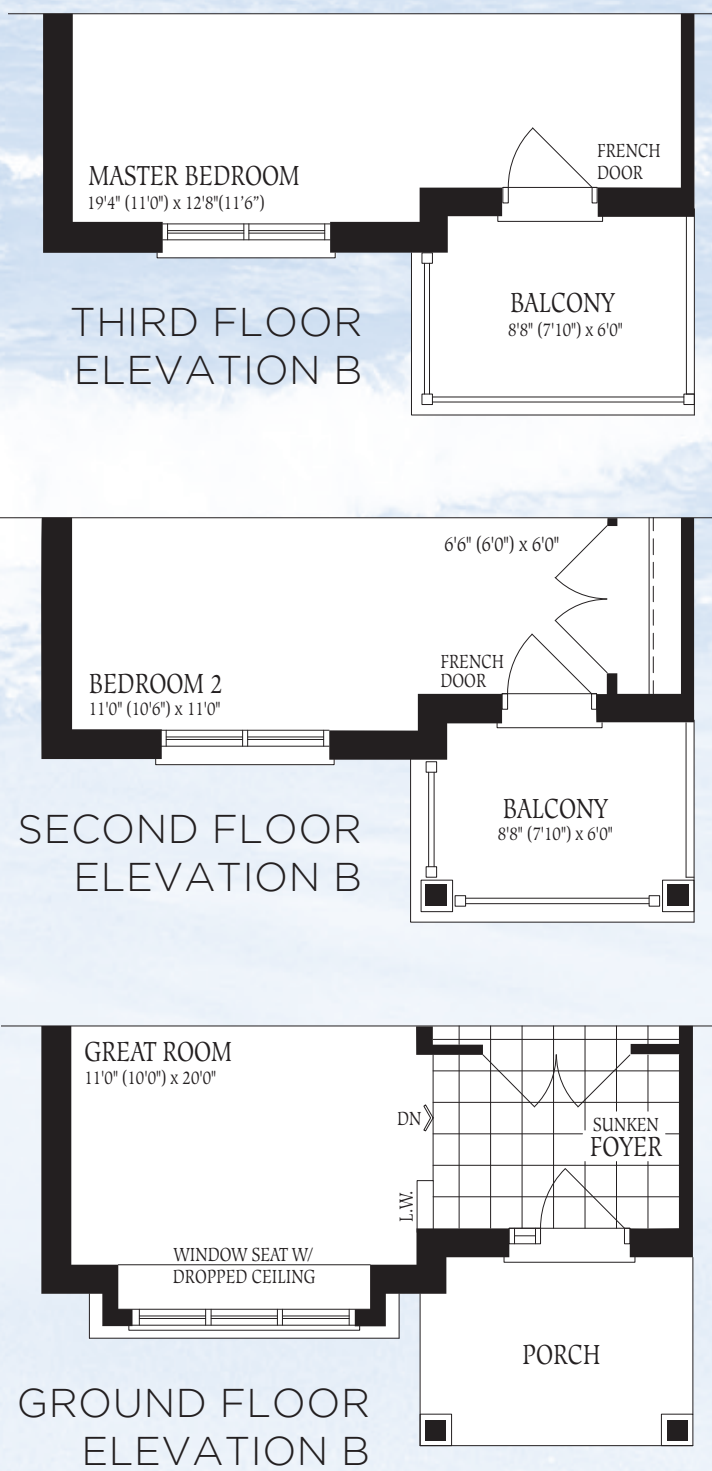 FRENCH
DOOR
MASTER BEDROOM
19'4" (11'0") x 12'8"(11'6”)
BALCONY
8'8" (7'10") x 6'0"
THIRD FLOOR
ELEVATION B
6'6" (6'0") x 6'0"
FRENCH
DOOR
BEDROOM 2
11'0" (10'6") x 11'0"
BALCONY
8'8" (7'10") x 6'0"
SECOND FLOOR
ELEVATION B
GREAT ROOM
11'0" (10'0") x 20'0"
DN
SUNKEN
FOYER
L.W.
WINDOW SEAT W/
DROPPED CEILING
PORCH
GROUND FLOOR
ELEVATION B